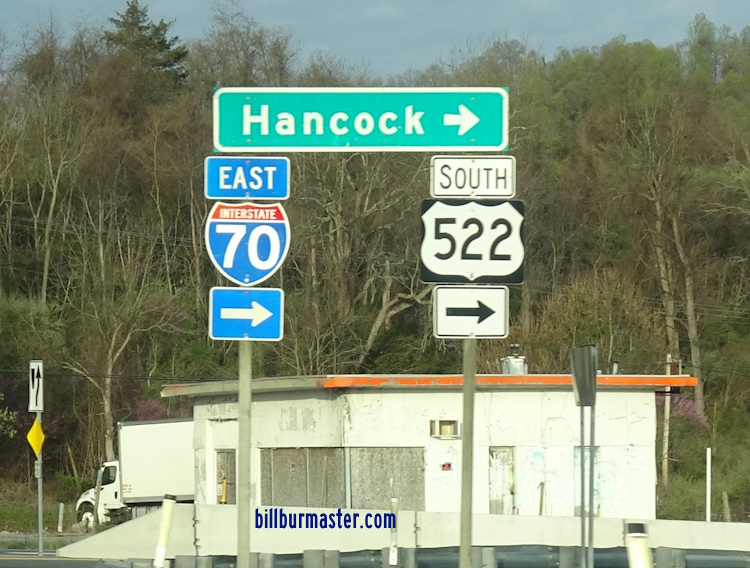 Hancock
EAST
SOUTH
INTERSTATE
70
522
billburmaster.com